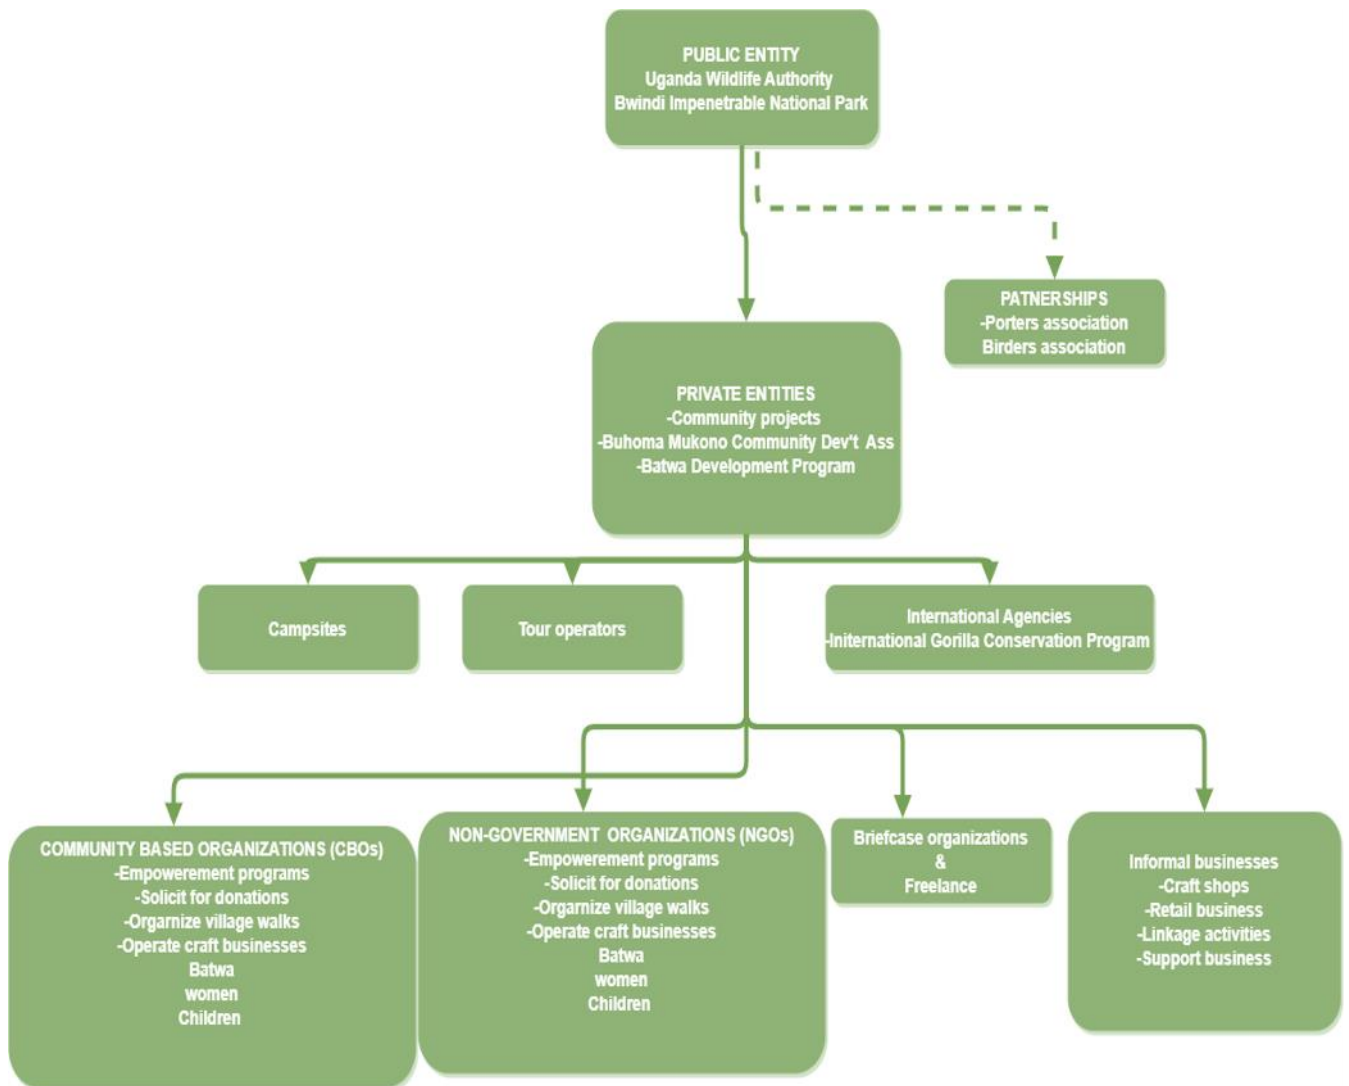 PUBLIC ENTITY
Uganda Wildlife Authority
Bwindi Impenetrable National Park
PATNERSHIPS
-Porters association
Birders association
PRIVATE ENTITIES
-Community projects
-Buhoma Mukono Community Dev't Ass
-Batwa Development Program
Campsites
Tour operators
International Agencies
-Initernational Gorilla Conservation Program
COMMUNITY BASED ORGANIZATIONS (CBOs)
-Empowerement programs
-Solicit for donations
-Orgarnize village walks
-Operate craft businesses
Batwa
women
Children
NON-GOVERNMENT ORGANIZATIONS (NGOs)
-Empowerement programs
-Solicit for donations
-Orgarnize village walks
-Operate craft businesses
Batwa
women
Children
Briefcase organizations
&
Freelance
Informal businesses
-Craft shops
-Retail business
-Linkage activities
-Support business